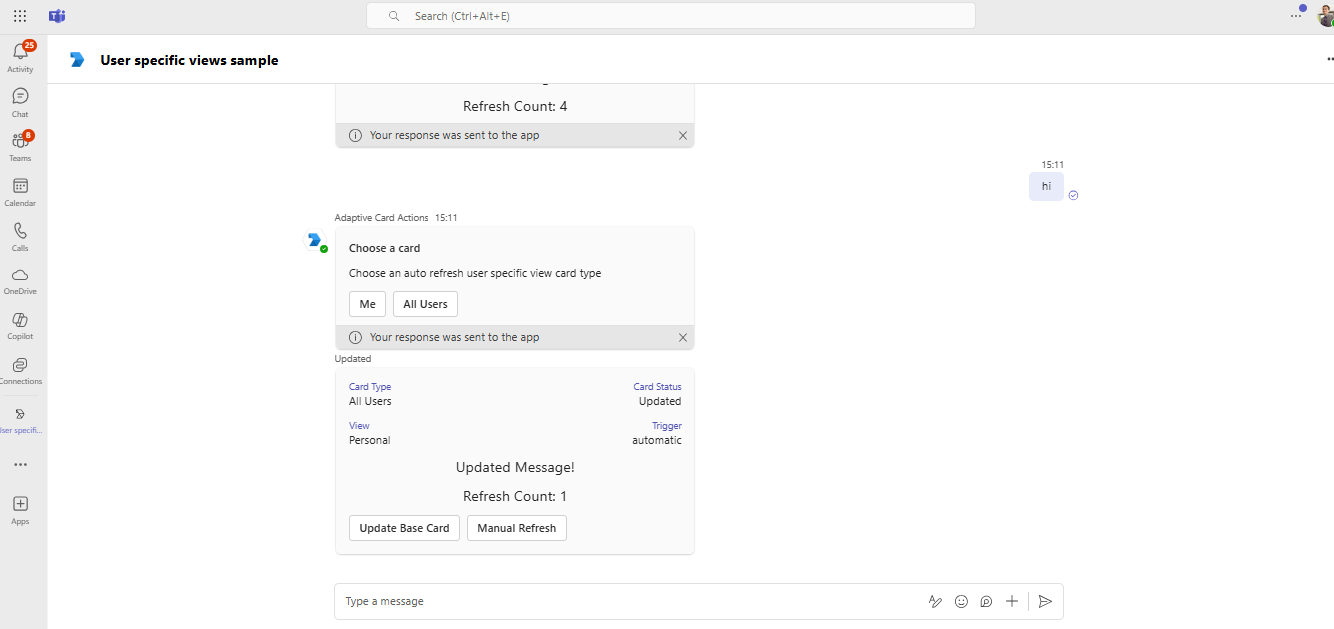 Search (Ctrl+Alt+E)
User specific views sample
25
Activity
Chat
8
Teams
Calendar
Calls
OneDrive
Copilot
Connections
User specifi...
Apps
Refresh Count: 4
Your response was sent to the app
15:11
hi
Adaptive Card Actions 15:11
Choose a card
Choose an auto refresh user specific view card type
Me All Users
Your response was sent to the app
Updated
Card Type Card Status
All Users Updated
View Trigger
Personal automatic
Updated Message!
Refresh Count: 1
Update Base Card Manual Refresh
Type a message